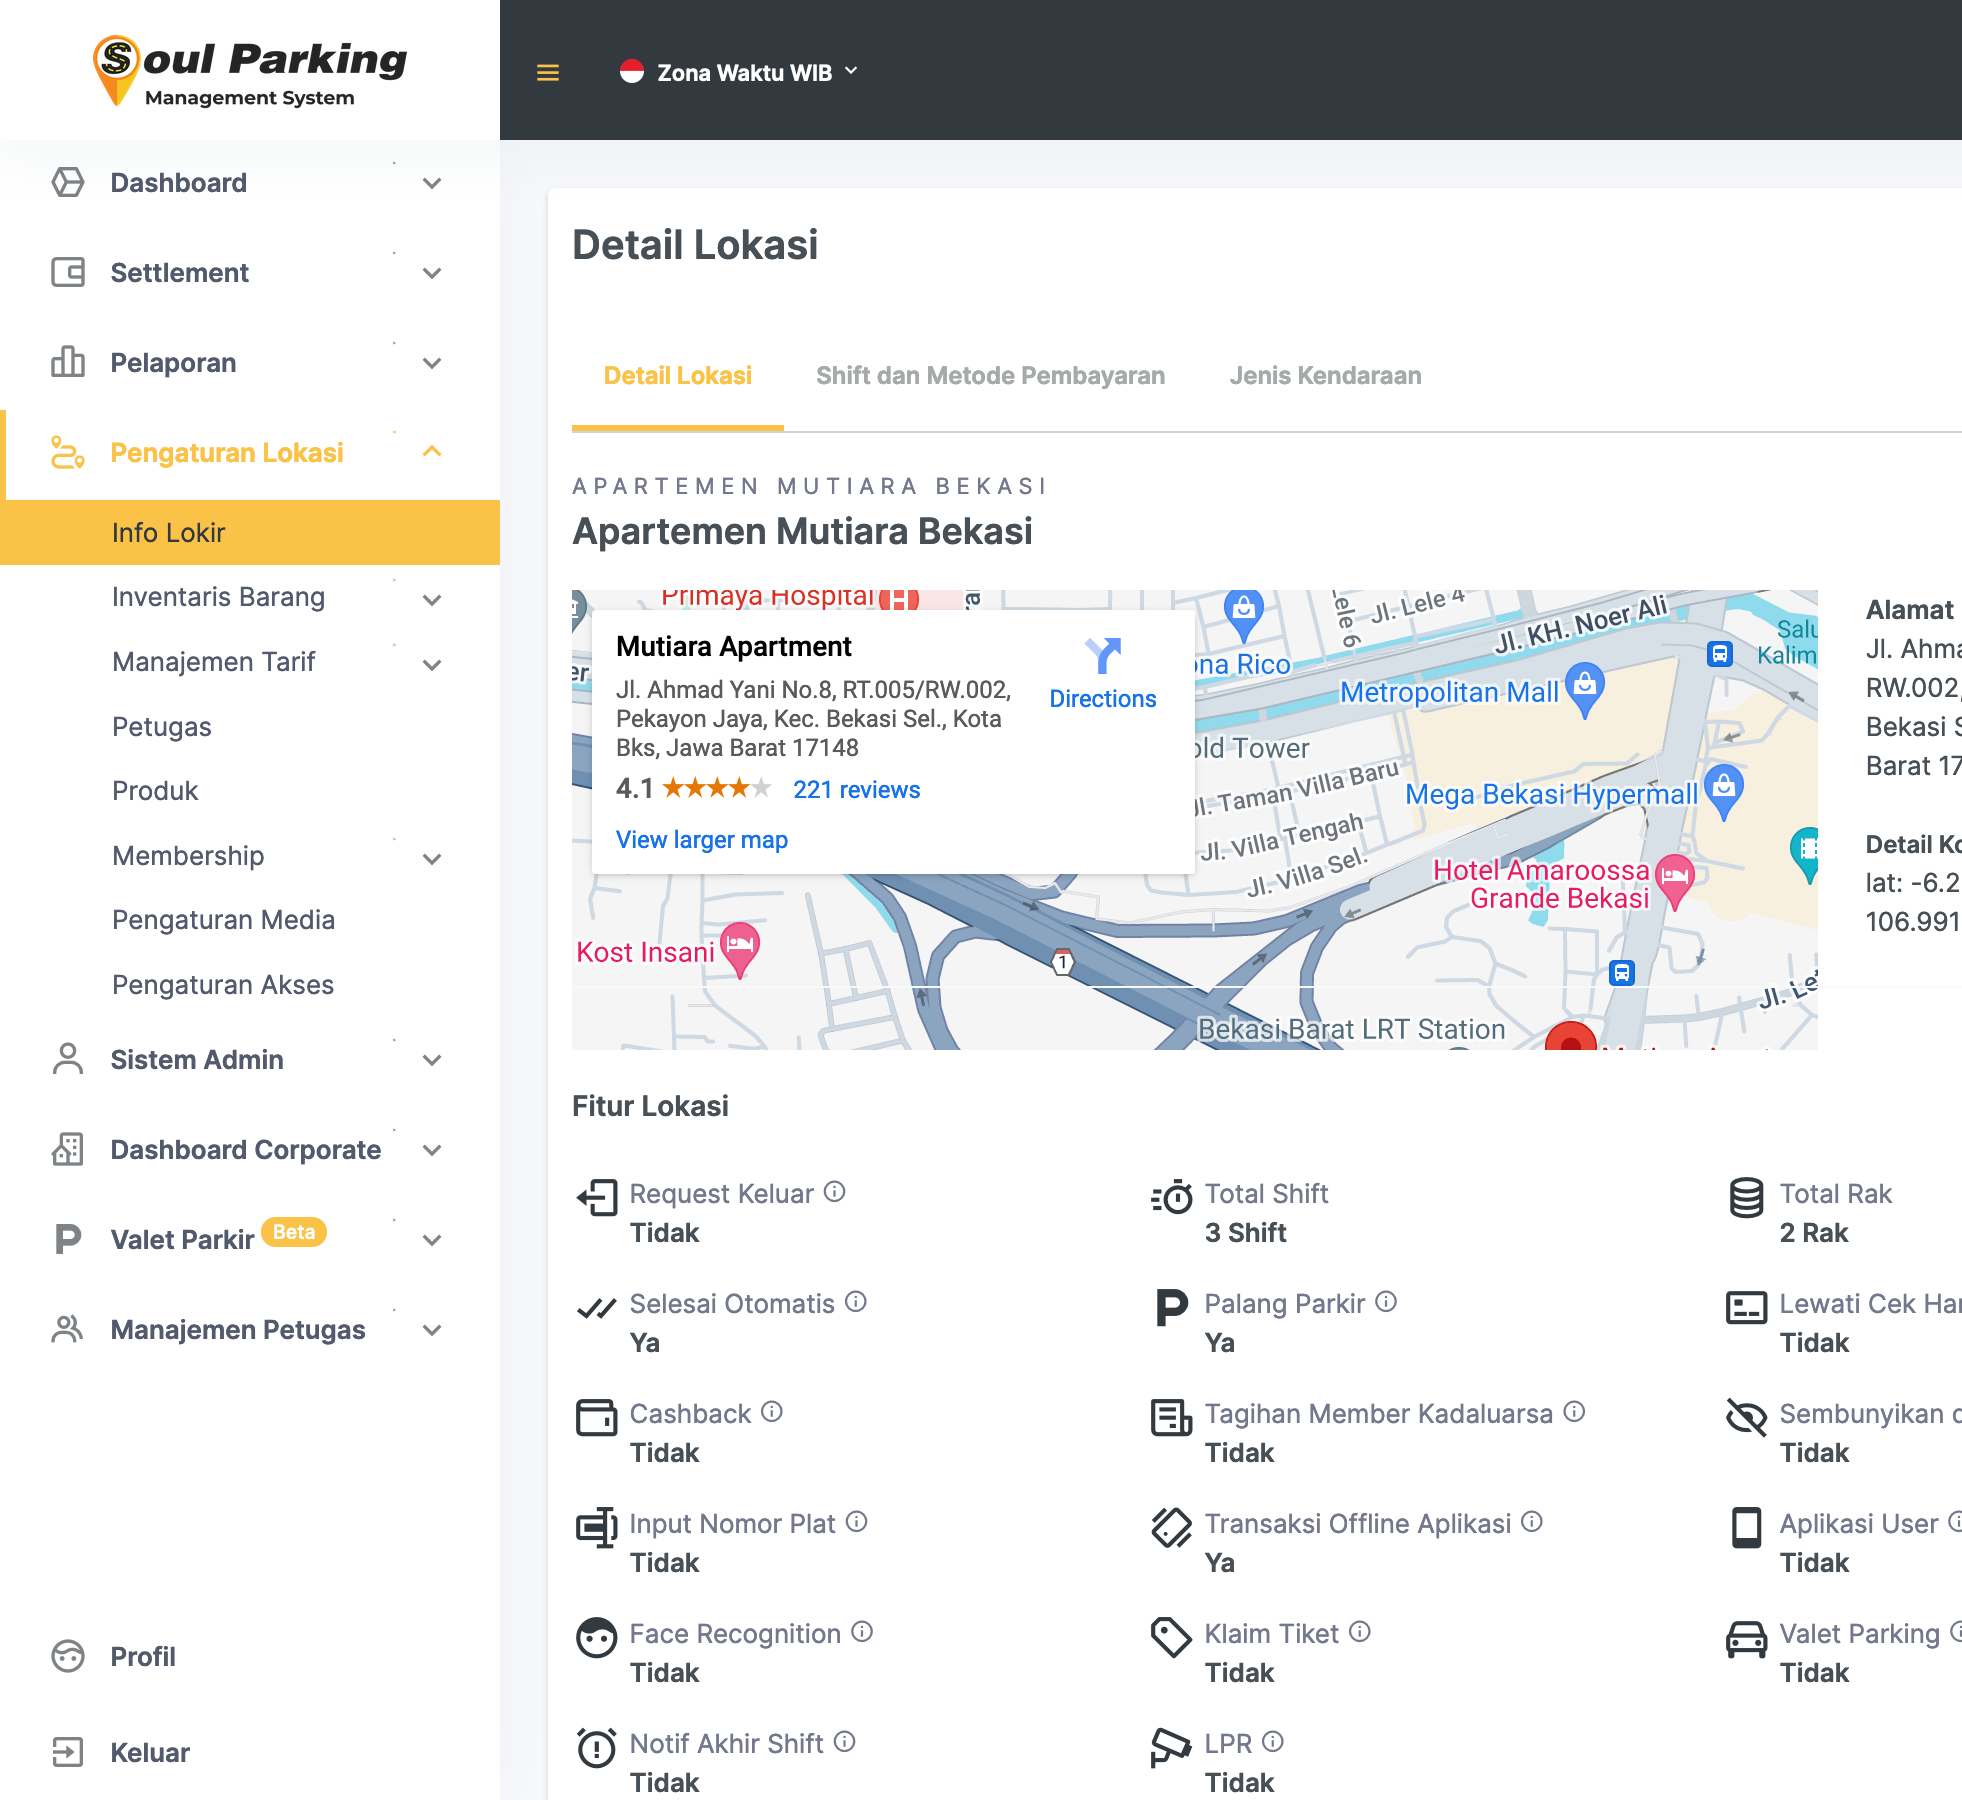 Soul Parking
Management System
Zona Waktu WIB
Dashboard
Settlement
Pelaporan
Pengaturan Lokasi
Info Lokir
Inventaris Barang
Manajemen Tarif
Petugas
Produk
Membership
Pengaturan Media
Pengaturan Akses
Sistem Admin
Dashboard Corporate
Valet Parkir Beta
Manajemen Petugas
Profil
Keluar
Detail Lokasi
Detail Lokasi
Shift dan Metode Pembayaran
Jenis Kendaraan
APARTEMEN MUTIARA BEKASI
Apartemen Mutiara Bekasi
Primaya Hospital
Mutiara Apartment
Jl. Ahmad Yani No.8, RT.005/RW.002,
Pekayon Jaya, Kec. Bekasi Sel., Kota
Bks, Jawa Barat 17148
4.1
221 reviews
View larger map
Directions
Jl. Lele 4
Jl. KH. Noer Ali
Rico
Metropolitan Mall
Tower
Jl. Taman Villa Baru
Mega Bekasi Hypermall
Jl. Villa Tengah
Jl. Villa Sel.
Hotel Amaroossa
Grande Bekasi
Kost Insani
1
Bekasi Barat LRT Station
Alamat
Jl.
RW.002,
Bekasi
Barat
Detail
lat: -6.2
106.991
Fitur Lokasi
Request Keluar
Tidak
Total Shift
3 Shift
Total Rak
2 Rak
Selesai Otomatis
Ya
Palang Parkir
Ya
Lewati Cek
Tidak
Cashback
Tidak
Tagihan Member Kadaluarsa
Tidak
Sembunyikan
Tidak
Input Nomor Plat
Tidak
Transaksi Offline Aplikasi
Ya
Aplikasi User
Tidak
Face Recognition
Tidak
Klaim Tiket
Tidak
Valet Parking
Tidak
Notif Akhir Shift
Tidak
LPR
Tidak